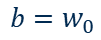 b = w₀